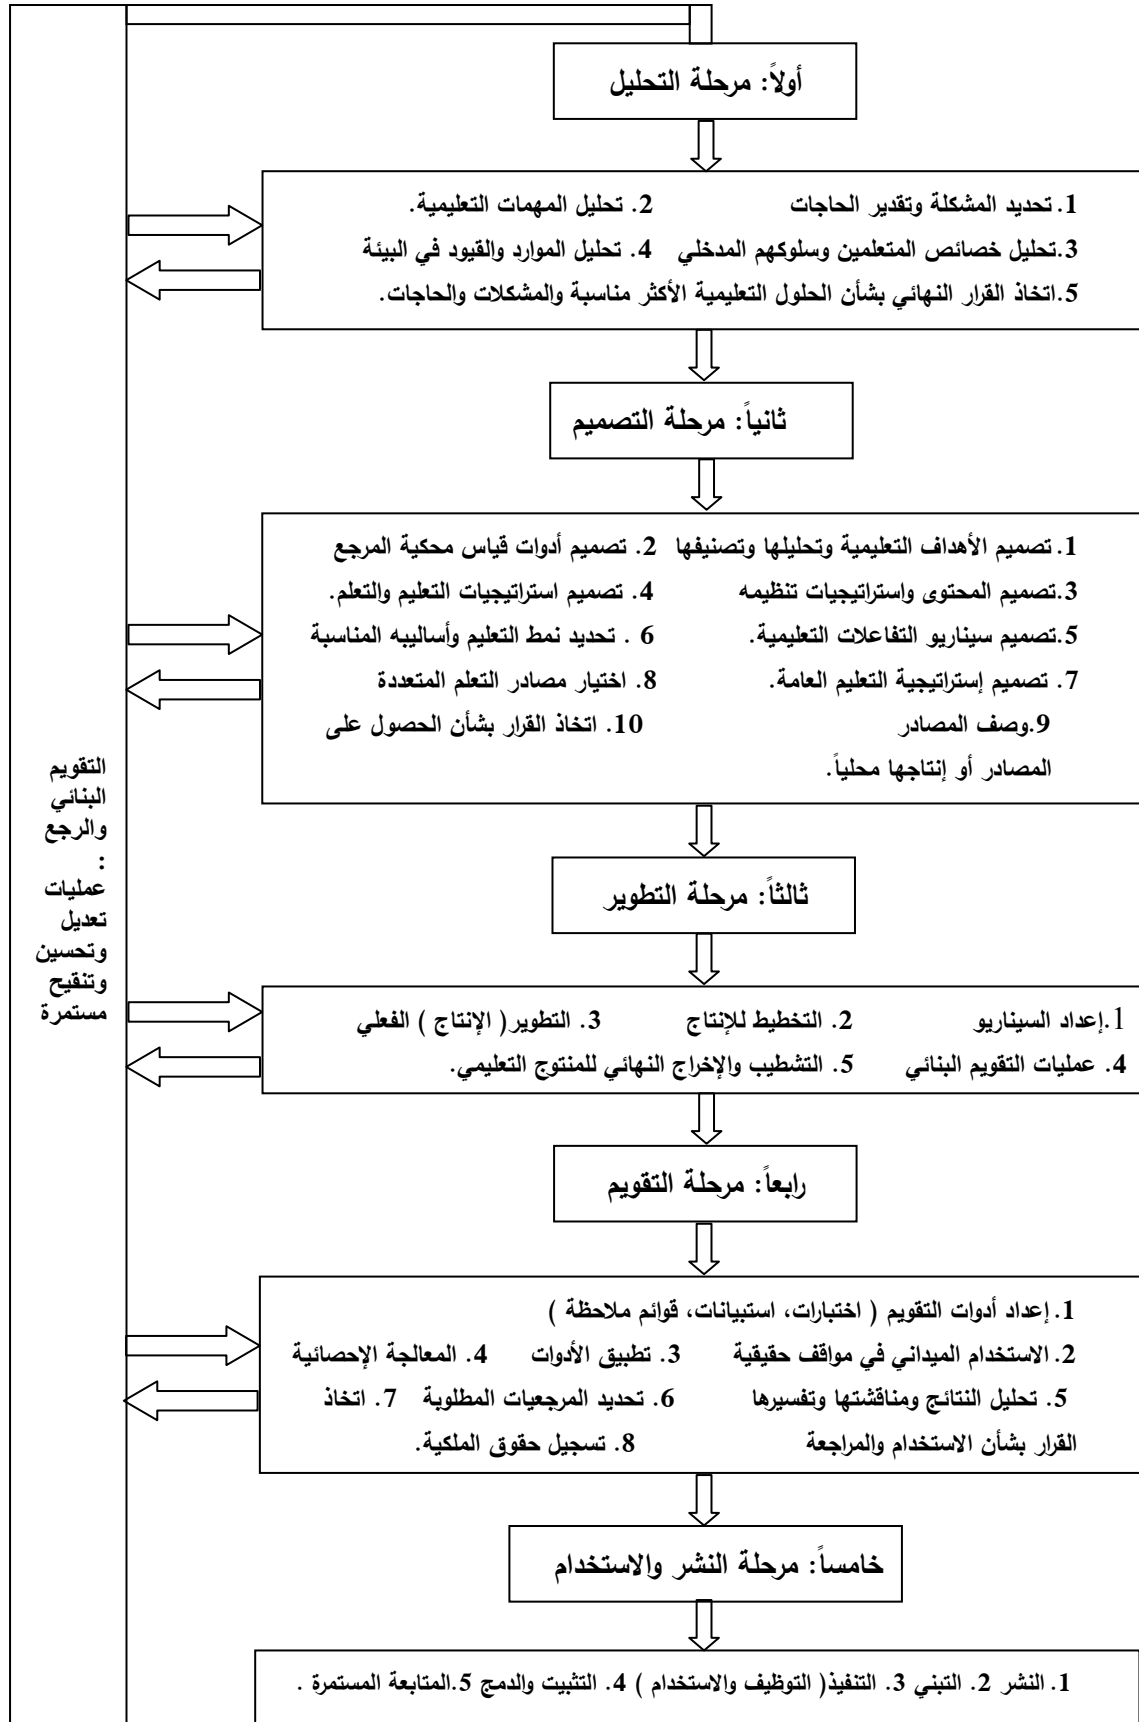 أولاً: مرحلة التحليل
1. تحديد المشكلة وتقدير الحاجات 2. تحليل المهمات التعليمية.
3.تحليل خصائص المتعلمين وسلوكهم المدخلي 4. تحليل الموارد والقيود في البيئة
5.اتخاذ القرار النهائي بشأن الحلول التعليمية الأكثر مناسبة والمشكلات والحاجات.
ثانياً: مرحلة التصميم
1. تصميم الأهداف التعليمية وتحليلها وتصنيفها 2. تصميم أدوات قياس محكية المرجع
3.تصميم المحتوى واستراتيجيات تنظيمه 4. تصميم استراتيجيات التعليم والتعلم.
5.تصميم سيناريو التفاعلات التعليمية. 6 . تحديد نمط التعليم وأساليبه المناسبة
7. تصميم إستراتيجية التعليم العامة. 8. اختيار مصادر التعلم المتعددة
9.وصف المصادر 10. اتخاذ القرار بشأن الحصول على
المصادر أو إنتاجها محلياً.
ثالثاً: مرحلة التطوير
1.إعداد السيناريو 2. التخطيط للإنتاج 3. التطوير( الإنتاج ) الفعلي
4. عمليات التقويم البنائي 5. التشطيب والإخراج النهائي للمنتوج التعليمي.
رابعاً: مرحلة التقويم
1. إعداد أدوات التقويم ( اختبارات، استبيانات، قوائم ملاحظة )
2. الاستخدام الميداني في مواقف حقيقية 3. تطبيق الأدوات 4. المعالجة الإحصائية
5. تحليل النتائج ومناقشتها وتفسيرها 6. تحديد المرجعيات المطلوبة 7. اتخاذ
القرار بشأن الاستخدام والمراجعة 8. تسجيل حقوق الملكية.
خامساً: مرحلة النشر والاستخدام
1. النشر 2. التبني 3. التنفيذ( التوظيف والاستخدام ) 4. التثبيت والدمج 5.المتابعة المستمرة .
التقويم
البنائي
والرجع
:
عمليات
تعديل
وتحسين
وتنقيح
مستمرة